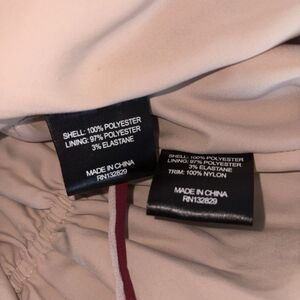 SHELL: 100% POLYESTER
LINING: 97% POLYESTER
3% ELASTANE
MADE IN CHINA
RN132829
SHELL: 100% POLYESTER
LINING: 97% POLYESTER
3% ELASTANE
TRIM: 100% NYLON
MADE IN CHINA
RN132829